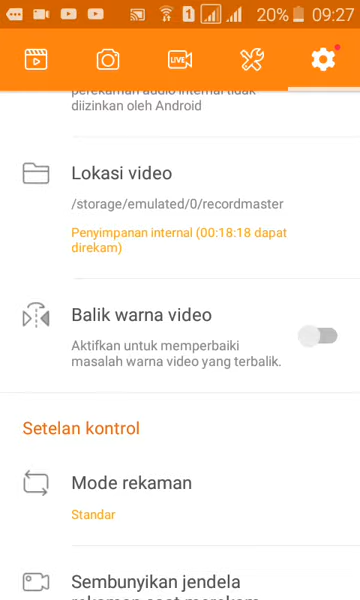 20% 09:27
LIVE
perekaman audio internal tidak
diizinkan oleh Android
Lokasi video
/storage/emulated/0/recordmaster
Penyimpanan internal (00:18:18 dapat
direkam)
Balik warna video
Aktifkan untuk memperbaiki
masalah warna video yang terbalik.
Setelan kontrol
Mode rekaman
Standar
Sembunyikan jendela
rekaman saat merekam